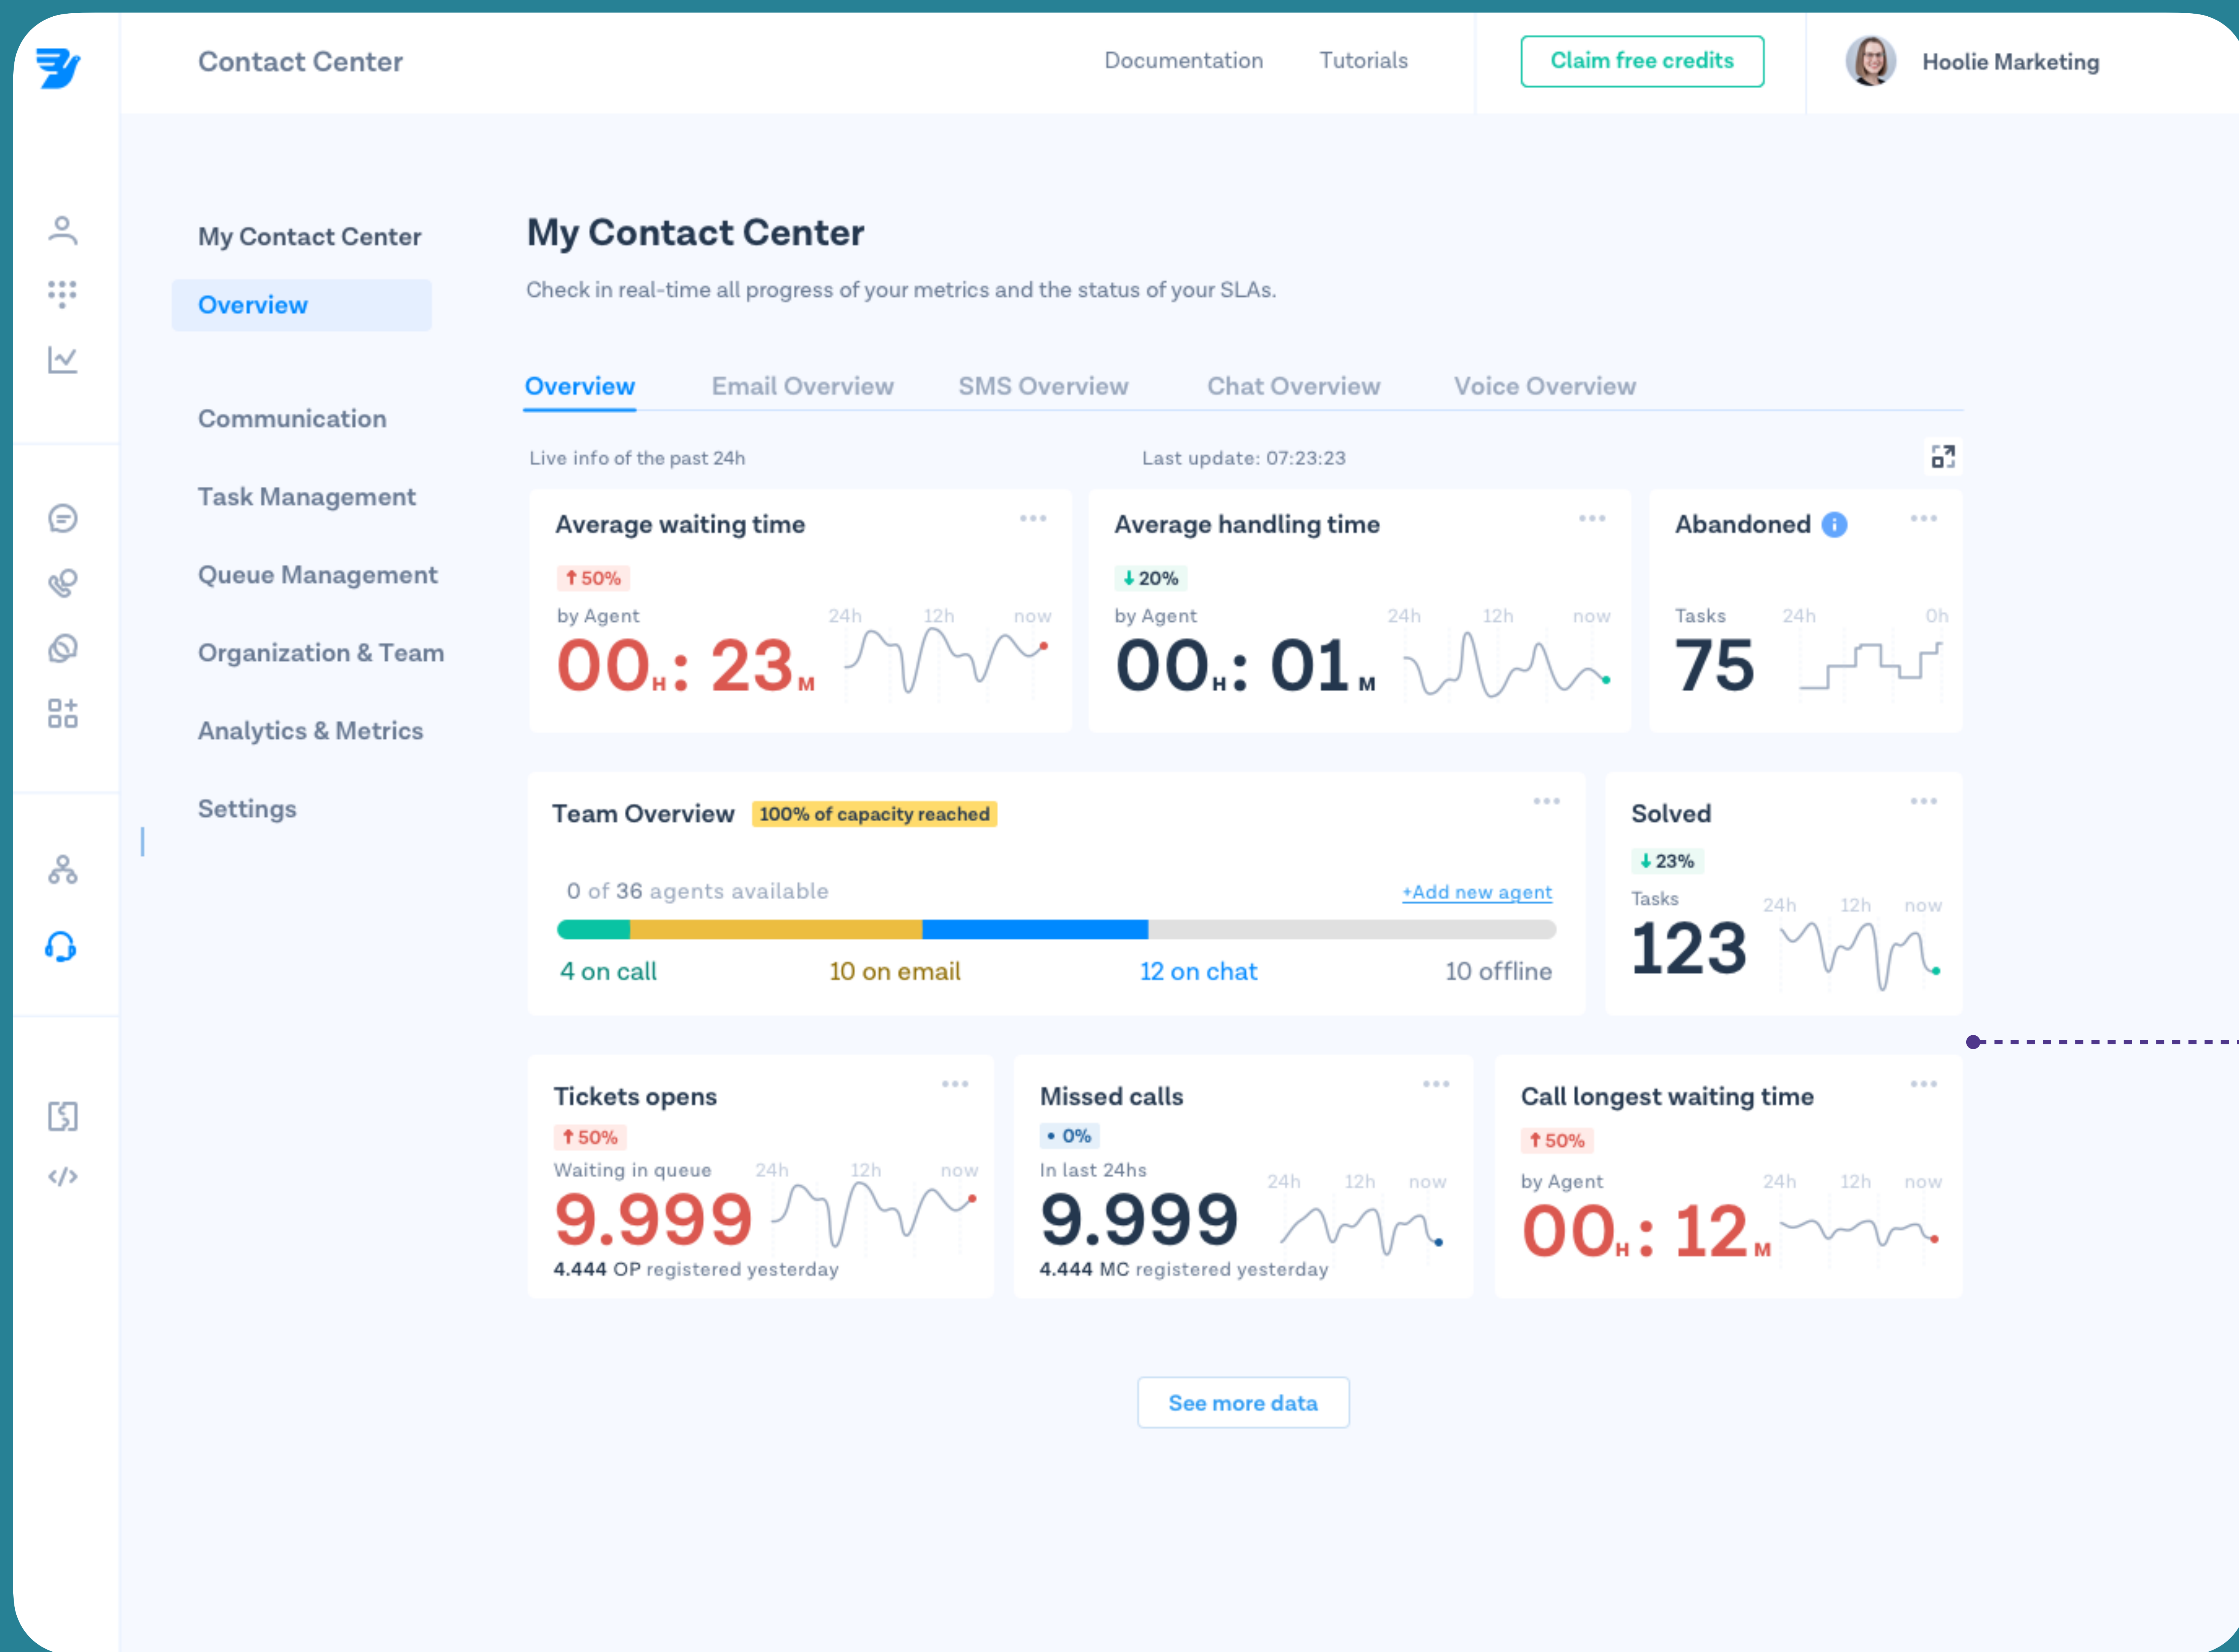 Contact Center
Documentation
Tutorials
Claim free credits
Hoolie Marketing
My Contact Center
Overview
Communication
Task Management
Queue Management
Organization & Team
Analytics & Metrics
Settings
My Contact Center
Check in real-time all progress of your metrics and the status of your SLAs.
Overview
Email Overview
SMS Overview
Chat Overview
Voice Overview
Live info of the past 24h
Last update: 07:23:23
Average waiting time
↑ 50%
by Agent
24h 12h now
00H : 23M
Average handling time
↓ 20%
by Agent
24h 12h now
00H : 01M
Abandoned i
Tasks
24h 0h
75
Team Overview 100% of capacity reached
0 of 36 agents available
+Add new agent
4 on call
10 on email
12 on chat
10 offline
Solved
↓ 23%
Tasks
24h 12h now
123
Tickets opens
↑ 50%
Waiting in queue
24h 12h now
9.999
4.444 OP registered yesterday
Missed calls
• 0%
In last 24hs
24h 12h now
9.999
4.444 MC registered yesterday
Call longest waiting time
↑ 50%
by Agent
24h 12h now
00H : 12M
See more data